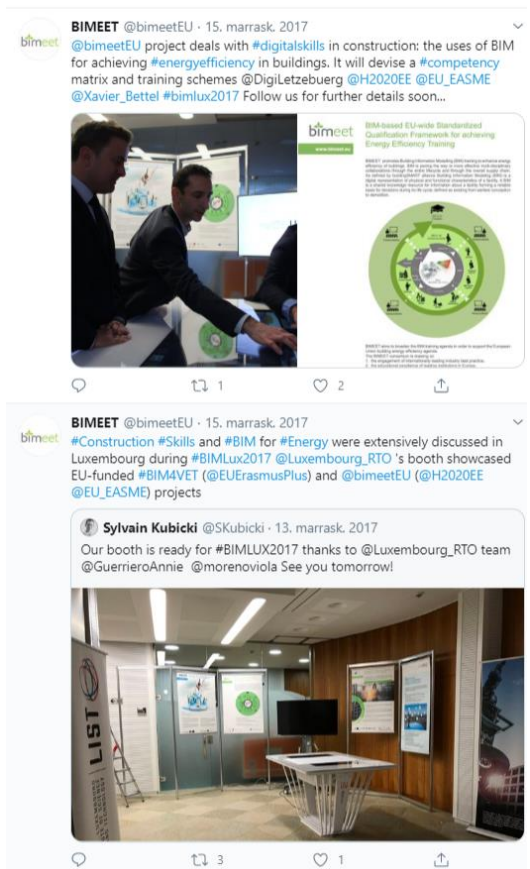 BIMEET @bimeetEU · 15. marrask. 2017
bimeet
@bimeetEU project deals with #digitalskills in construction: the uses of BIM
for achieving #energyefficiency in buildings. It will devise a #competency
matrix and training schemes @DigiLetzebuerg @H2020EE @EU_EASME
@Xavier_Bettel #bimlux2017 Follow us for further details soon...
bimeet
www.bimeet.eu
BIM-based EU-wide Standardized
Qualification Framework for achieving
Energy Efficiency Training
1
2
BIMEET @bimeetEU · 15. marrask. 2017
bimeet
#Construction #Skills and #BIM for #Energy were extensively discussed in
Luxembourg during #BIMLux2017 @Luxembourg_RTO 's booth showcased
EU-funded #BIM4VET (@EUErasmusPlus) and @bimeetEU (@H2020EE
@EU_EASME) projects
Sylvain Kubicki @SKubicki · 13. marrask. 2017
Our booth is ready for #BIMLUX2017 thanks to @Luxembourg_RTO team
@GuerrieroAnnie @morenoviola See you tomorrow!
LIST
3
1